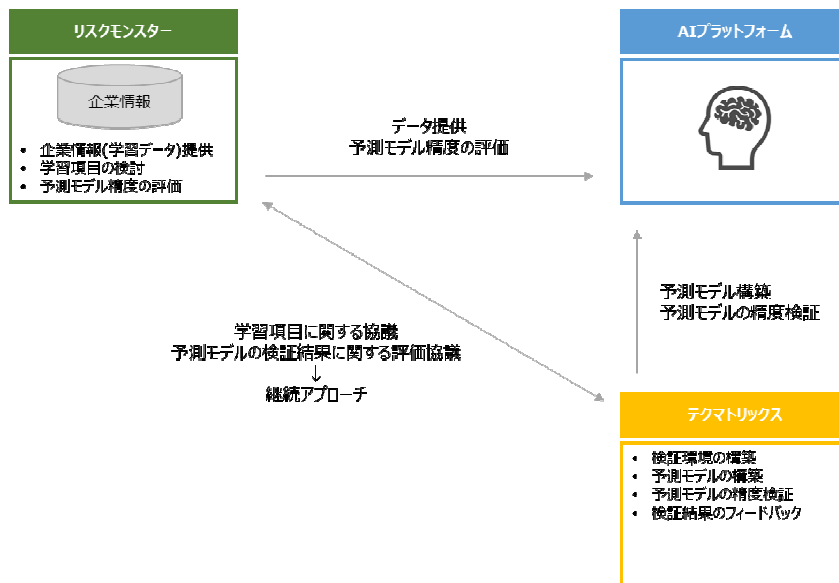 リスクモンスター
企業情報
• 企業情報(学習データ)提供
• 学習項目の検討
• 予測モデル精度の評価
データ提供
予測モデル精度の評価
AIプラットフォーム
予測モデル構築
予測モデルの精度検証
学習項目に関する協議
予測モデルの検証結果に関する評価協議
↓
継続アプローチ
テクマトリックス
• 検証環境の構築
• 予測モデルの構築
• 予測モデルの精度検証
• 検証結果のフィードバック